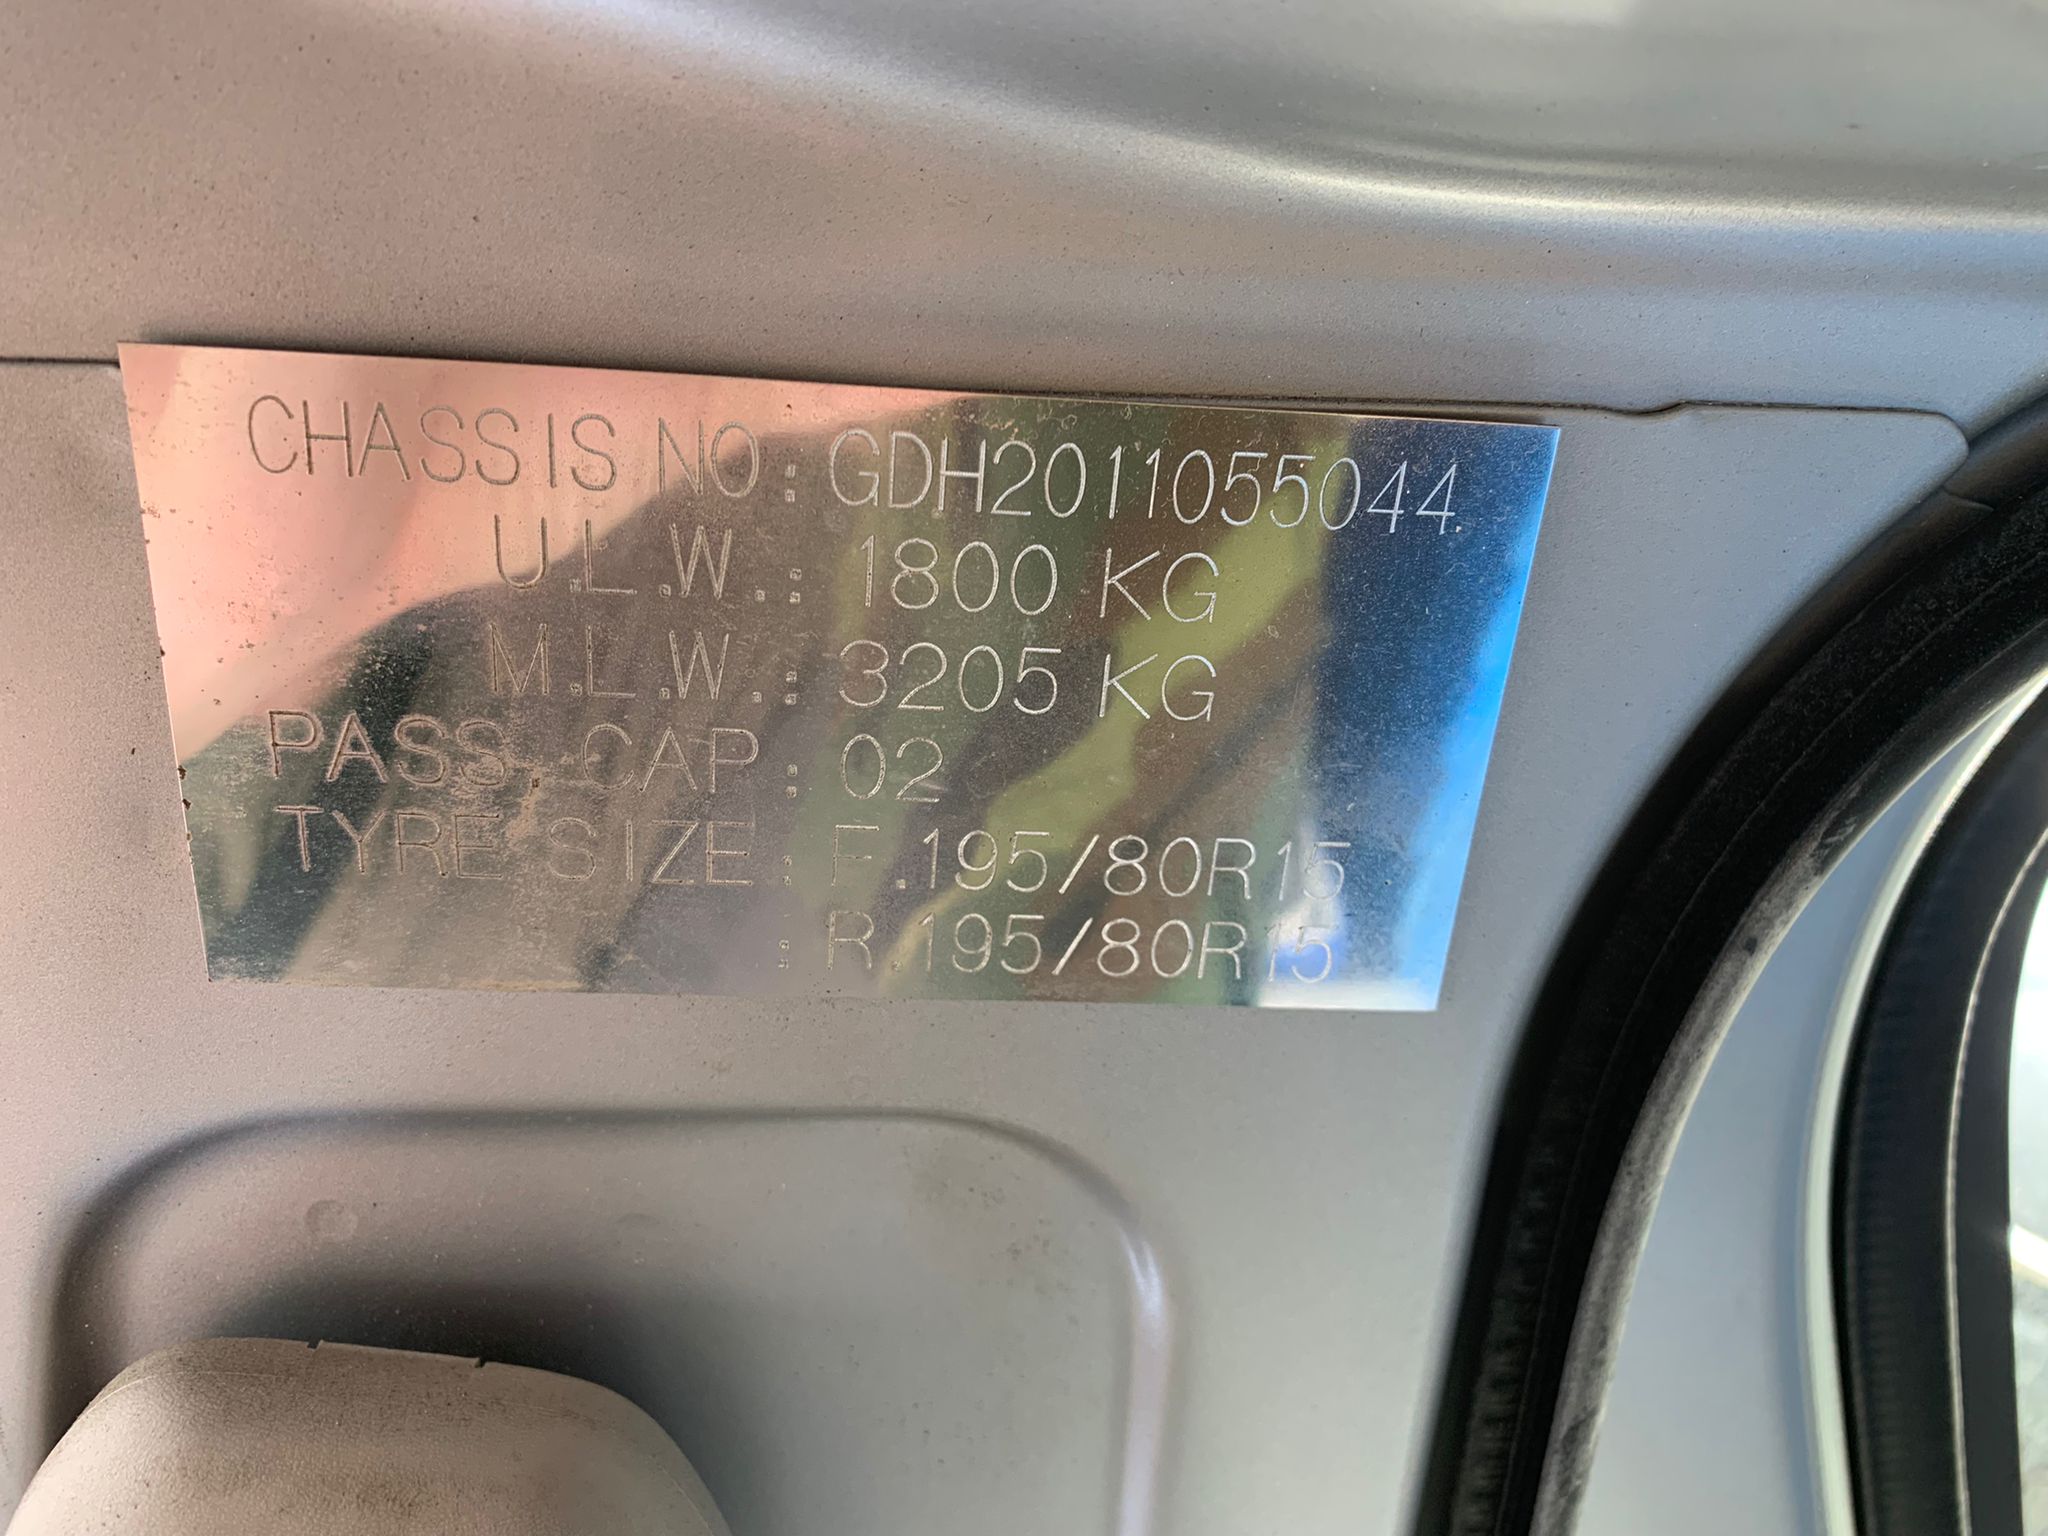 CHASSIS NO: GDH2011055044
U.L.W.: 1800 KG
M.L.W.: 3205 KG
PASS. CAP: 02
TYRE SIZE: F.195/80R15
: R.195/80R15